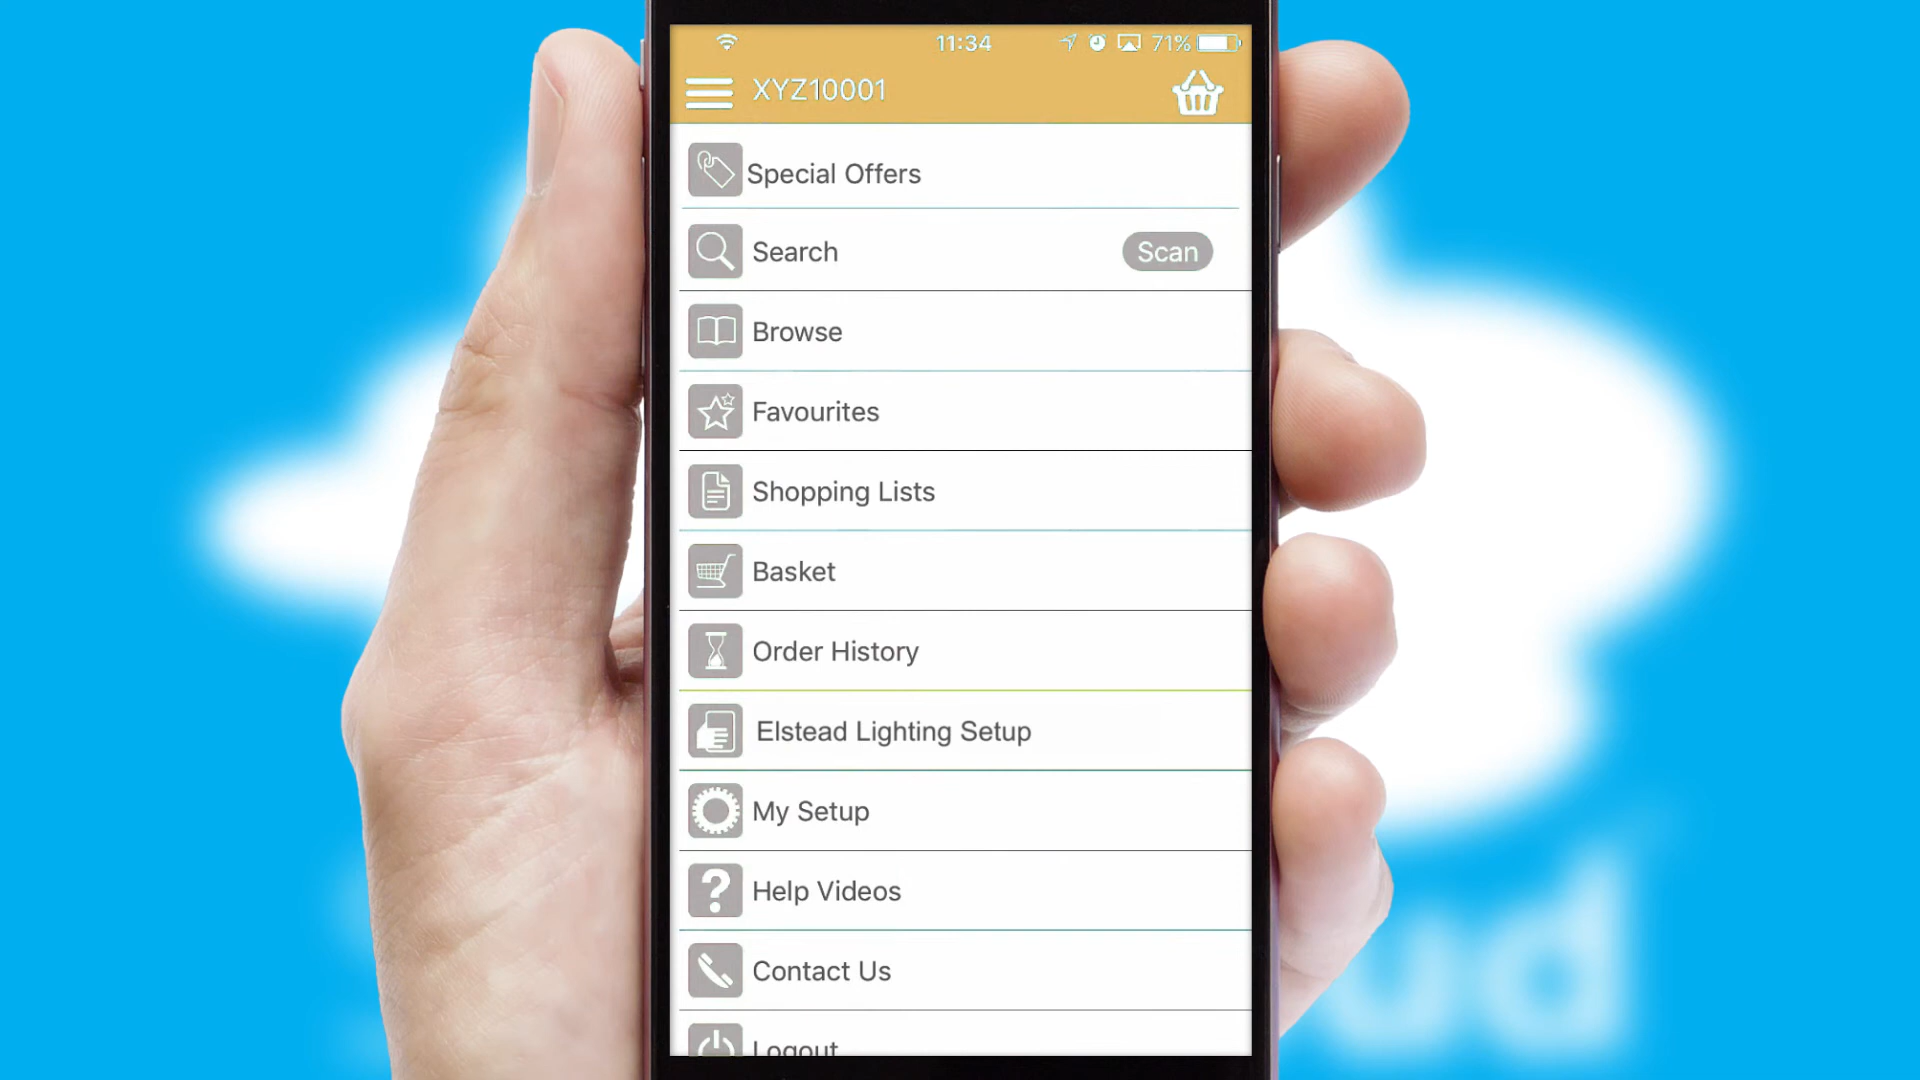 11:34
71%
XYZ10001
Special Offers
Search
Scan
Browse
Favourites
Shopping Lists
Basket
Order History
Elstead Lighting Setup
My Setup
Help Videos
Contact Us
Logout